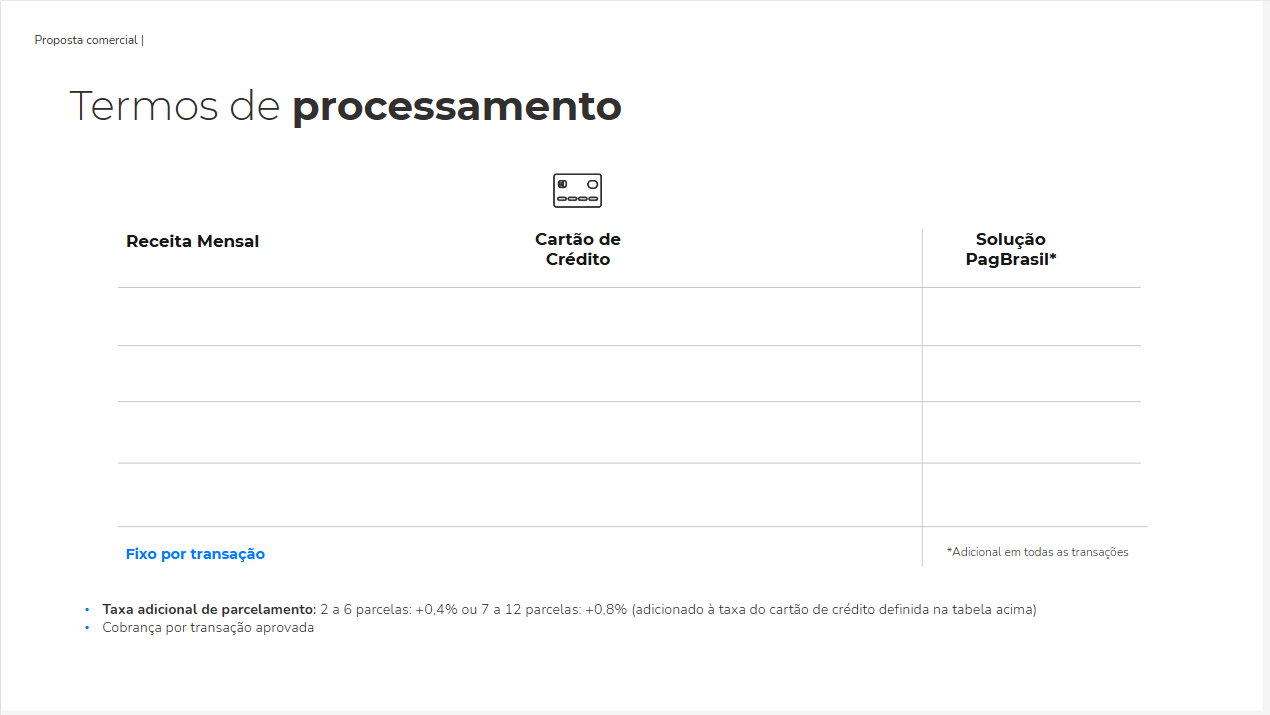 Proposta comercial |
Termos de processamento
Receita Mensal
Cartão de
Crédito
Solução
PagBrasil*
Fixo por transação
*Adicional em todas as transações
• Taxa adicional de parcelamento: 2 a 6 parcelas: +0,4% ou 7 a 12 parcelas: +0,8% (adicionado à taxa do cartão de crédito definida na tabela acima)
• Cobrança por transação aprovada